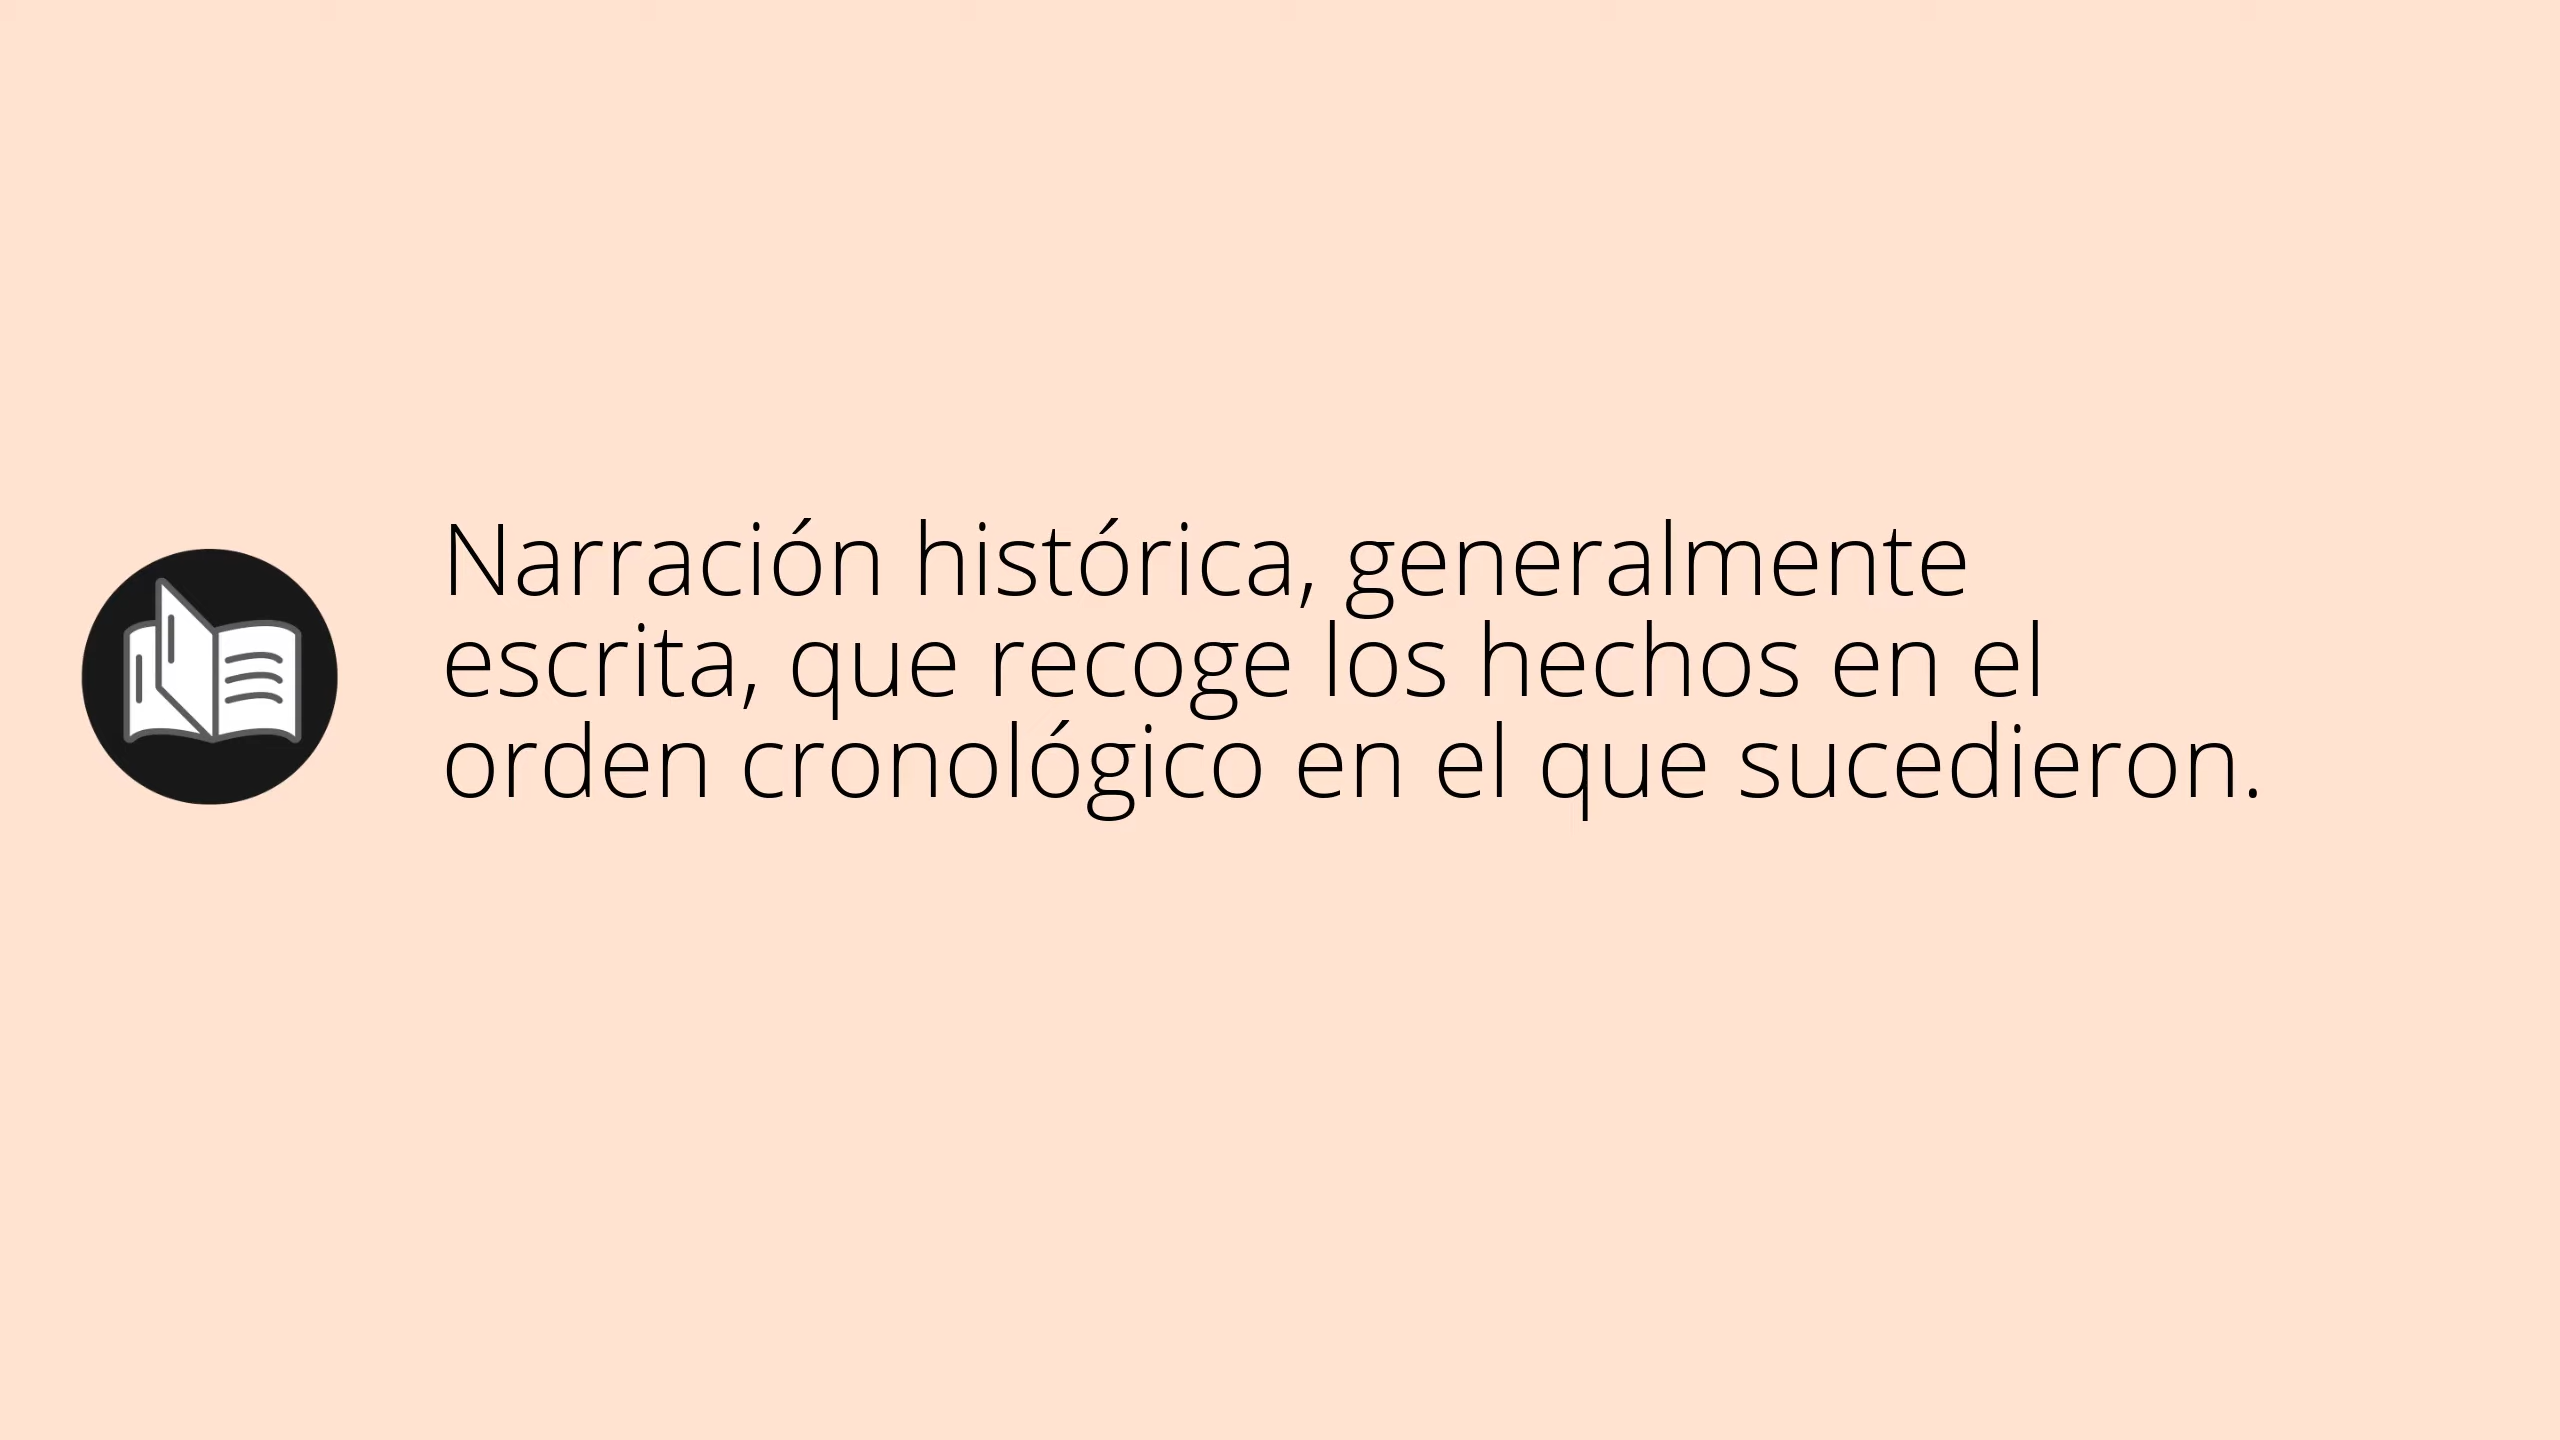 Narración histórica, generalmente
escrita, que recoge los hechos en el
orden cronológico en el que sucedieron.